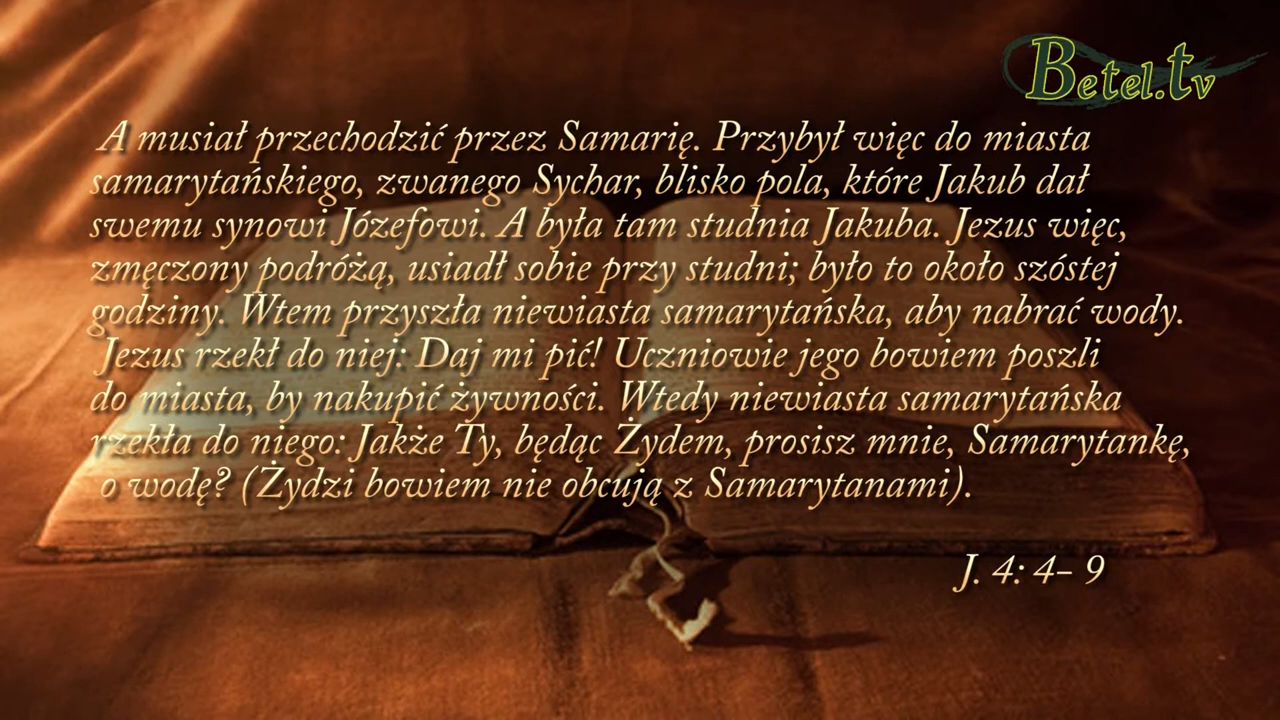 Betel.tv
A musiał przechodzić przez Samarię. Przybył więc do miasta
samarytańskiego, zwanego Sychar, blisko pola, które Jakub dał
swemu synowi Józefowi. A była tam studnia Jakuba. Jezus więc,
zmęczony podróżą, usiadł sobie przy studni; było to około szóstej
godziny. Wtem przyszła niewiasta samarytańska, aby nabrać wody.
Jezus rzekł do niej: Daj mi pić! Uczniowie jego bowiem poszli
do miasta, by nakupić żywności. Wtedy niewiasta samarytańska
rzekła do niego: Jakże Ty, będąc Żydem, prosisz mnie, Samarytankę,
o wodę? (Żydzi bowiem nie obcują z Samarytanami).
J. 4: 4– 9